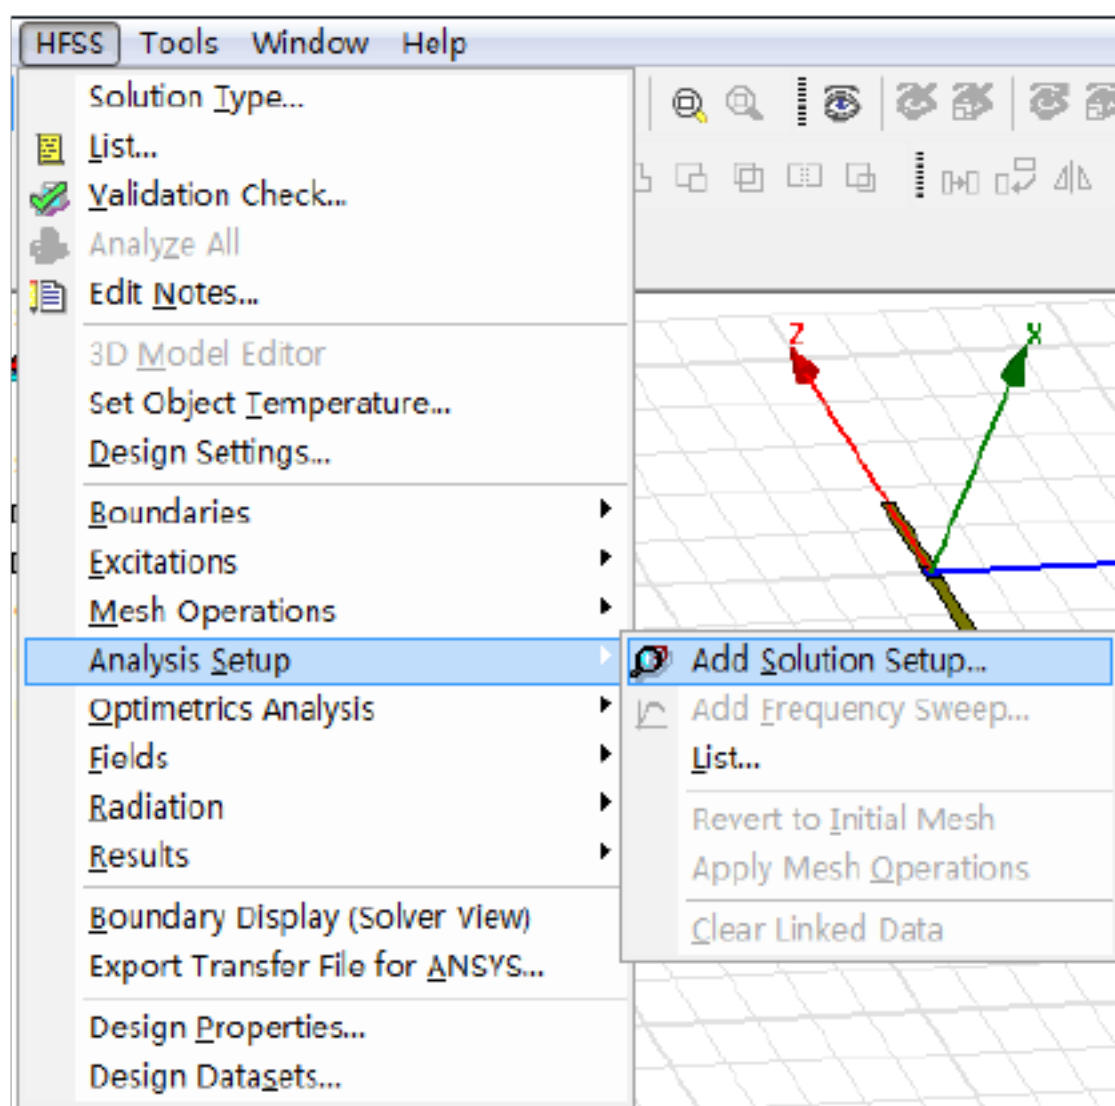 HFSS Tools Window Help
Solution Type...
List...
Validation Check...
Analyze All
Edit Notes...
3D Model Editor
Set Object Temperature...
Design Settings...
Boundaries
Excitations
Mesh Operations
Analysis Setup
Optimetrics Analysis
Fields
Radiation
Results
Boundary Display (Solver View)
Export Transfer File for ANSYS...
Design Properties...
Design Datasets...
Add Solution Setup...
Add Frequency Sweep...
List...
Revert to Initial Mesh
Apply Mesh Operations
Clear Linked Data
Z
X